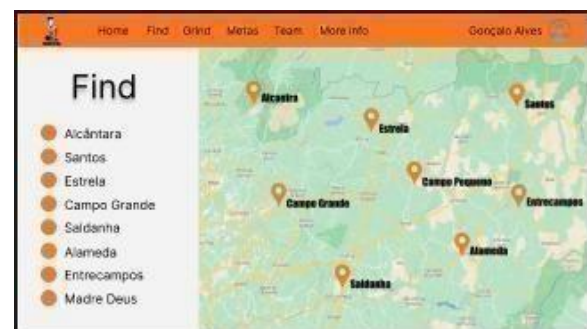 Home Find Grind Metas Team More info Gonçalo Alves
Find
Alcântara
Santos
Estrela
Campo Grande
Saldanha
Alameda
Entrecampos
Madre Deus
Santos
Estrela
Campo Pequeno
Campo Grande
Entrecampos
Alameda
Saldanha